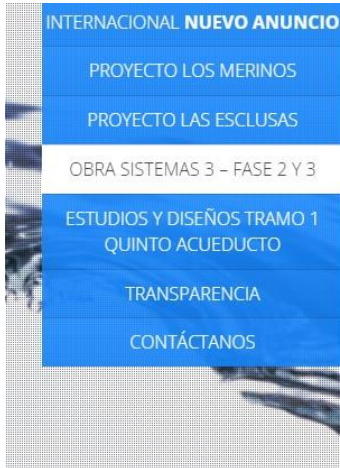 INTERNACIONAL NUEVO ANUNCIO
PROYECTO LOS MERINOS
PROYECTO LAS ESCLUSAS
OBRA SISTEMAS 3 – FASE 2 Y 3
ESTUDIOS Y DISEÑOS TRAMO 1
QUINTO ACUEDUCTO
TRANSPARENCIA
CONTÁCTANOS